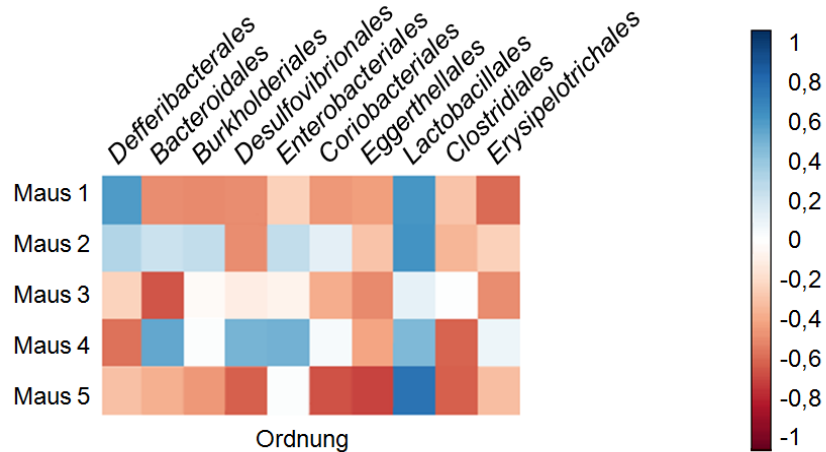 Defferibacterales
Bacteroidales
Burkholderiales
Desulfovibrionales
Enterobacteriales
Coriobacteriales
Eggerthellales
Lactobacillales
Clostridiales
Erysipelotrichales
Maus 1
Maus 2
Maus 3
Maus 4
Maus 5
Ordnung
1
0,8
0,6
0,4
0,2
0
-0,2
-0,4
-0,6
-0,8
-1